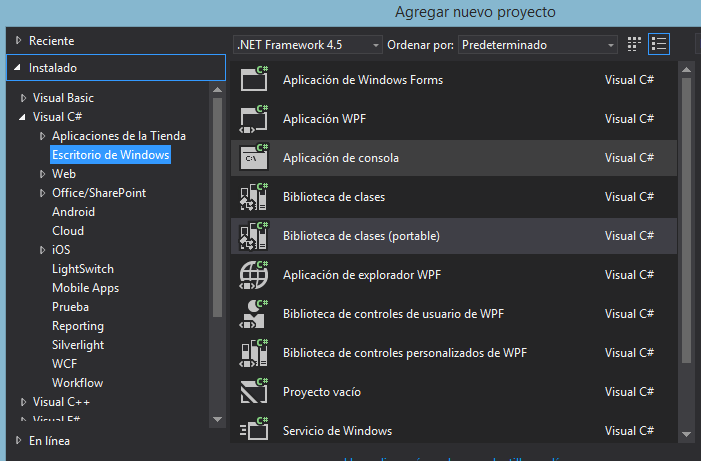 Agregar nuevo proyecto
Reciente
Instalado
Visual Basic
Visual C#
Aplicaciones de la Tienda
Escritorio de Windows
Web
Office/SharePoint
Android
Cloud
iOS
LightSwitch
Mobile Apps
Prueba
Reporting
Silverlight
WCF
Workflow
Visual C++
Visual F#
En línea
.NET Framework 4.5 Ordenar por: Predeterminado
C# Aplicación de Windows Forms Visual C#
C# Aplicación WPF Visual C#
C# C:\ Aplicación de consola Visual C#
C# Biblioteca de clases Visual C#
C# Biblioteca de clases (portable) Visual C#
C# Aplicación de explorador WPF Visual C#
C# Biblioteca de controles de usuario de WPF Visual C#
C# Biblioteca de controles personalizados de WPF Visual C#
C# Proyecto vacío Visual C#
C# Servicio de Windows Visual C#